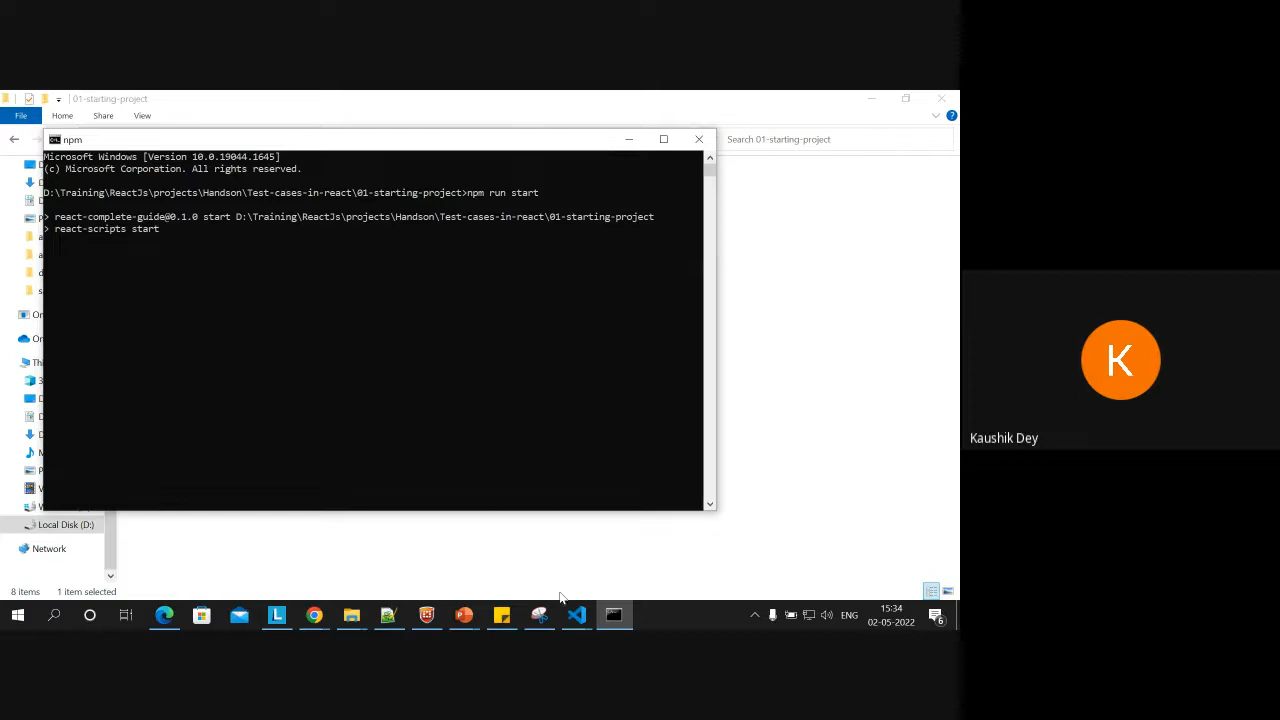 01-starting-project
File Home Share View
npm
Search 01-starting-project
Microsoft Windows [Version 10.0.19044.1645]
(c) Microsoft Corporation. All rights reserved.
D:\Training\ReactJs\projects\Handson\Test-cases-in-react\01-starting-project>npm run start
> react-complete-guide@0.1.0 start D:\Training\ReactJs\projects\Handson\Test-cases-in-react\01-starting-project
> react-scripts start
K
Kaushik Dey
Local Disk (D:)
Network
8 items 1 item selected
ENG
15:34
02-05-2022
6